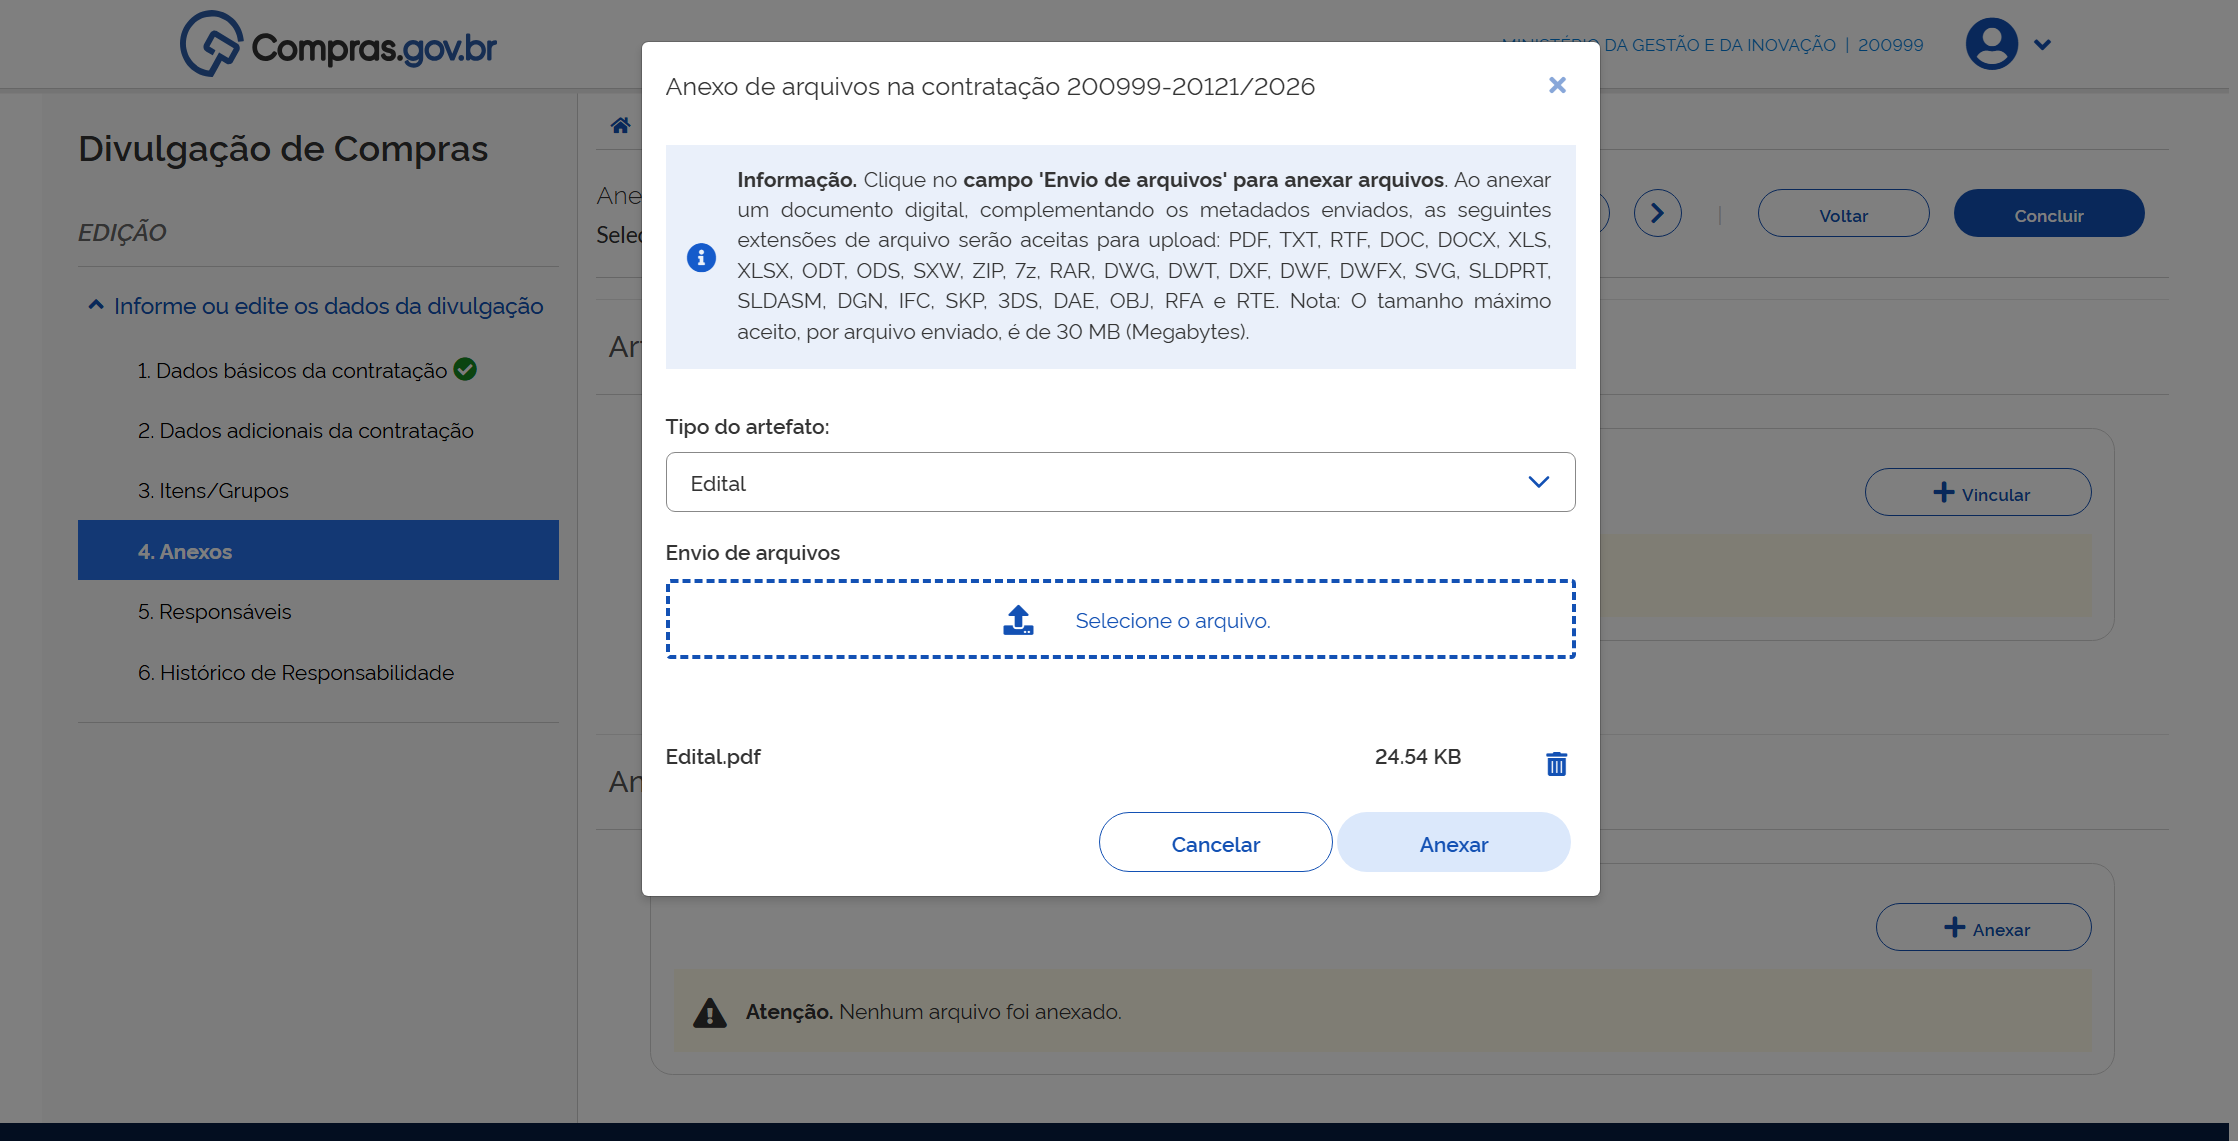 Compras.gov.br
MINISTÉRIO DA GESTÃO E DA INOVAÇÃO | 200999
Divulgação de Compras
EDIÇÃO
Informe ou edite os dados da divulgação
1. Dados básicos da contratação
2. Dados adicionais da contratação
3. Itens/Grupos
4. Anexos
5. Responsáveis
6. Histórico de Responsabilidade
Voltar
Concluir
Vincular
Anexo de arquivos na contratação 200999-20121/2026
Informação. Clique no campo 'Envio de arquivos' para anexar arquivos. Ao anexar
um documento digital, complementando os metadados enviados, as seguintes
extensões de arquivo serão aceitas para upload: PDF, TXT, RTF, DOC, DOCX, XLS,
XLSX, ODT, ODS, SXW, ZIP, 7z, RAR, DWG, DWT, DXF, DWF, DWFX, SVG, SLDPRT,
SLDASM, DGN, IFC, SKP, 3DS, DAE, OBJ, RFA e RTE. Nota: O tamanho máximo
aceito, por arquivo enviado, é de 30 MB (Megabytes).
Tipo do artefato:
Edital
Envio de arquivos
Selecione o arquivo.
Edital.pdf 24.54 KB
Cancelar
Anexar
Anexar
Atenção. Nenhum arquivo foi anexado.